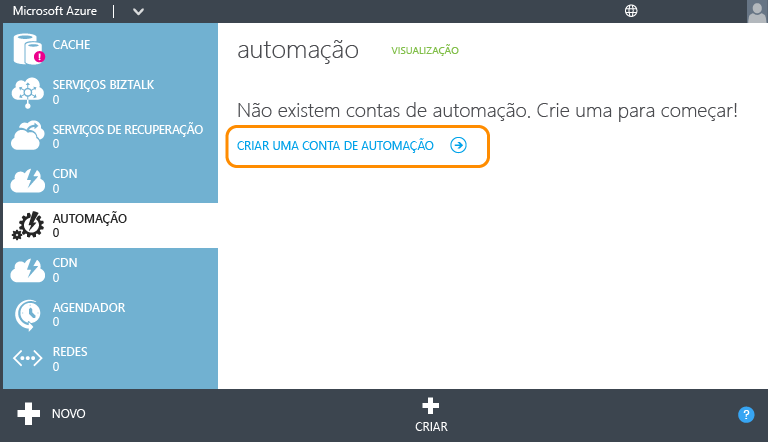 Microsoft Azure
CACHE
!
SERVIÇOS BIZTALK
0
SERVIÇOS DE RECUPERAÇÃO
0
CDN
0
AUTOMAÇÃO
0
CDN
0
AGENDADOR
0
REDES
0
automação VISUALIZAÇÃO
Não existem contas de automação. Crie uma para começar!
CRIAR UMA CONTA DE AUTOMAÇÃO
NOVO
CRIAR
?